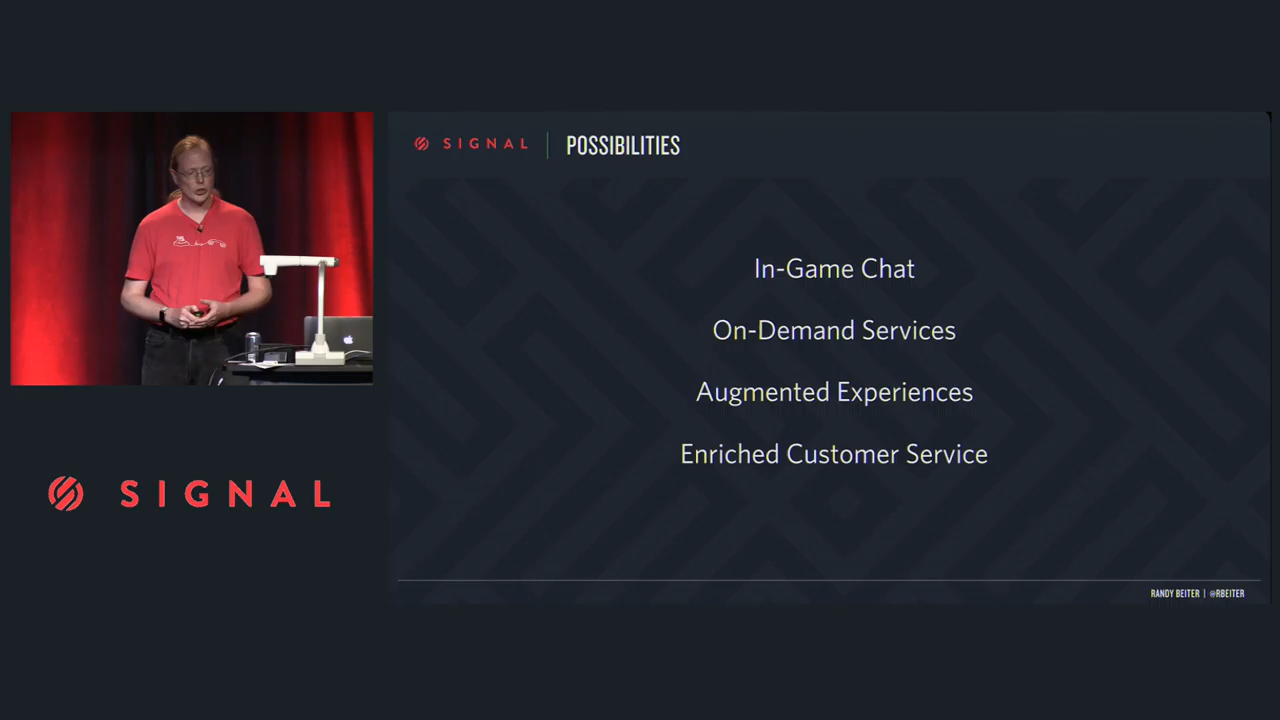 SIGNAL
POSSIBILITIES
In-Game Chat
On-Demand Services
Augmented Experiences
Enriched Customer Service
SIGNAL
RANDY BEITER | @RBEITER